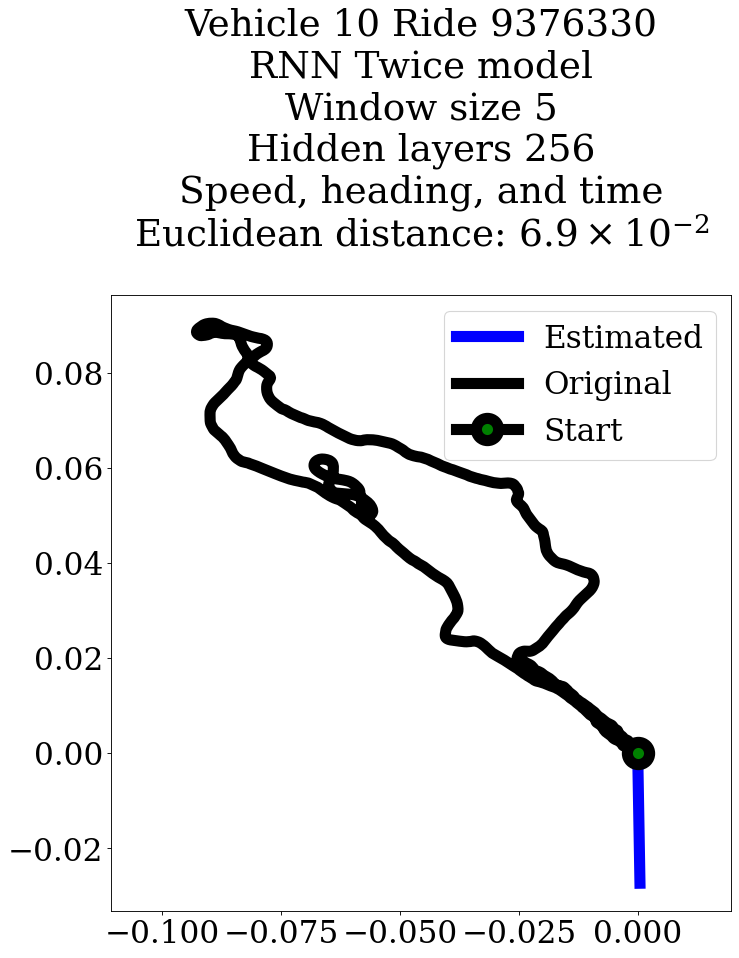 Vehicle 10 Ride 9376330
RNN Twice model
Window size 5
Hidden layers 256
Speed, heading, and time
Euclidean distance: 6.9 × 10⁻²
Estimated
Original
Start
0.08
0.06
0.04
0.02
0.00
−0.02
−0.100 −0.075 −0.050 −0.025 0.000